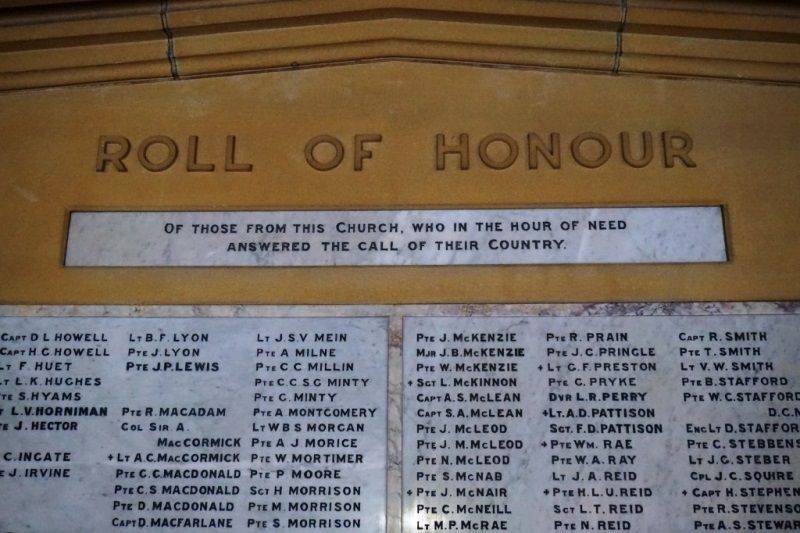 ROLL OF HONOUR
OF THOSE FROM THIS CHURCH, WHO IN THE HOUR OF NEED
ANSWERED THE CALL OF THEIR COUNTRY.
CAPT D L HOWELL
CAPT H.G. HOWELL
LT F. HUET
LT L.K. HUGHES
PTE S. HYAMS
LT L.V. HORNIMAN
PTE J. HECTOR
C. INGATE
PTE J. IRVINE
LT B.F. LYON
PTE J. LYON
PTE J.P. LEWIS
PTE R. MACADAM
COL SIR A.
MACCORMICK
+ LT A.C. MACCORMICK
PTE C.G. MACDONALD
PTE C.S MACDONALD
PTE D. MACDONALD
CAPT D. MACFARLANE
LT J.S.V MEIN
PTE A MILNE
PTE C C MILLIN
PTE C.C.S.G MINTY
PTE G. MINTY
PTE A MONTGOMERY
LT W B S MORGAN
PTE A J MORICE
PTE W. MORTIMER
PTE P MOORE
SGT H MORRISON
PTE M. MORRISON
PTE S. MORRISON
PTE J. MCKENZIE
MJR J.B. MCKENZIE
PTE W. MCKENZIE
+ SGT L. MCKINNON
CAPT A.S. MCLEAN
CAPT S.A. MCLEAN
PTE J. MCLEOD
PTE J. M. MCLEOD
PTE N. MCLEOD
PTE S. MCNAB
+ PTE J. MCNAIR
PTE C. MCNEILL
LT M.P. MCRAE
PTE R. PRAIN
PTE J.C. PRINGLE
+ LT G.F. PRESTON
PTE C. PRYKE
DVR L.R. PERRY
+ LT. A.D. PATTISON
SGT. F.D. PATTISON
+ PTE WM. RAE
PTE W.A. RAY
LT J.A. REID
+ PTE H.L.U. REID
SGT L.T. REID
PTE N. REID
CAPT R. SMITH
PTE T. SMITH
LT V.W. SMITH
PTE B. STAFFORD
PTE W.C. STAFFORD
D.C.M
ENG LT D. STAFFORD
PTE C. STEBBENS
LT J.G. STEBER
CPL J.C. SQUIRE
+ CAPT H. STEPHEN
PTE R. STEVENSO
PTE A.S. STEWAR